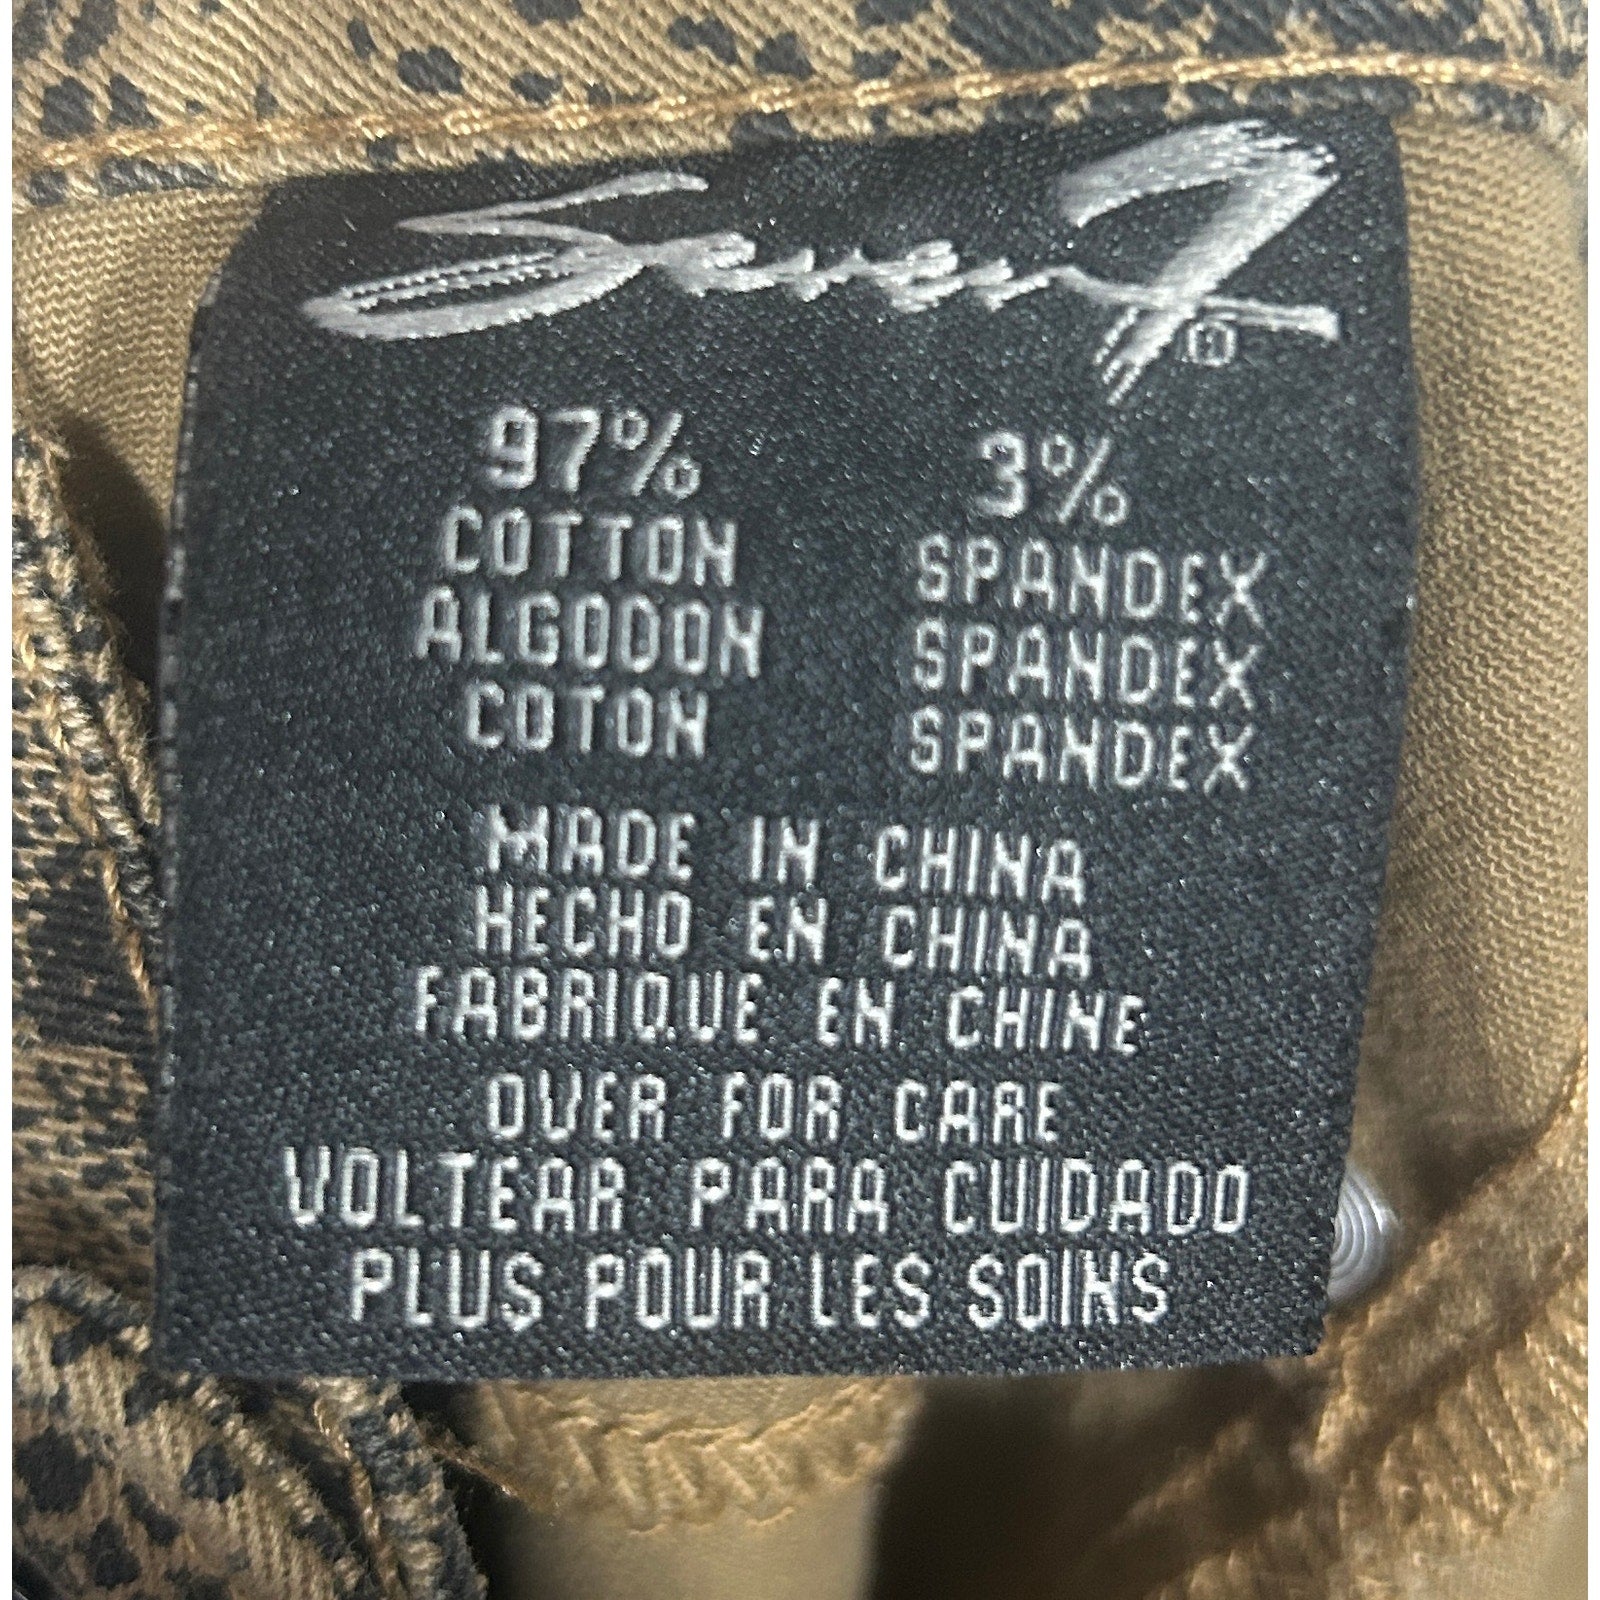 Seven7®
97% 3%
COTTON SPANDEX
ALGODON SPANDEX
COTON SPANDEX
MADE IN CHINA
HECHO EN CHINA
FABRIQUE EN CHINE
OVER FOR CARE
VOLTEAR PARA CUIDADO
PLUS POUR LES SOINS